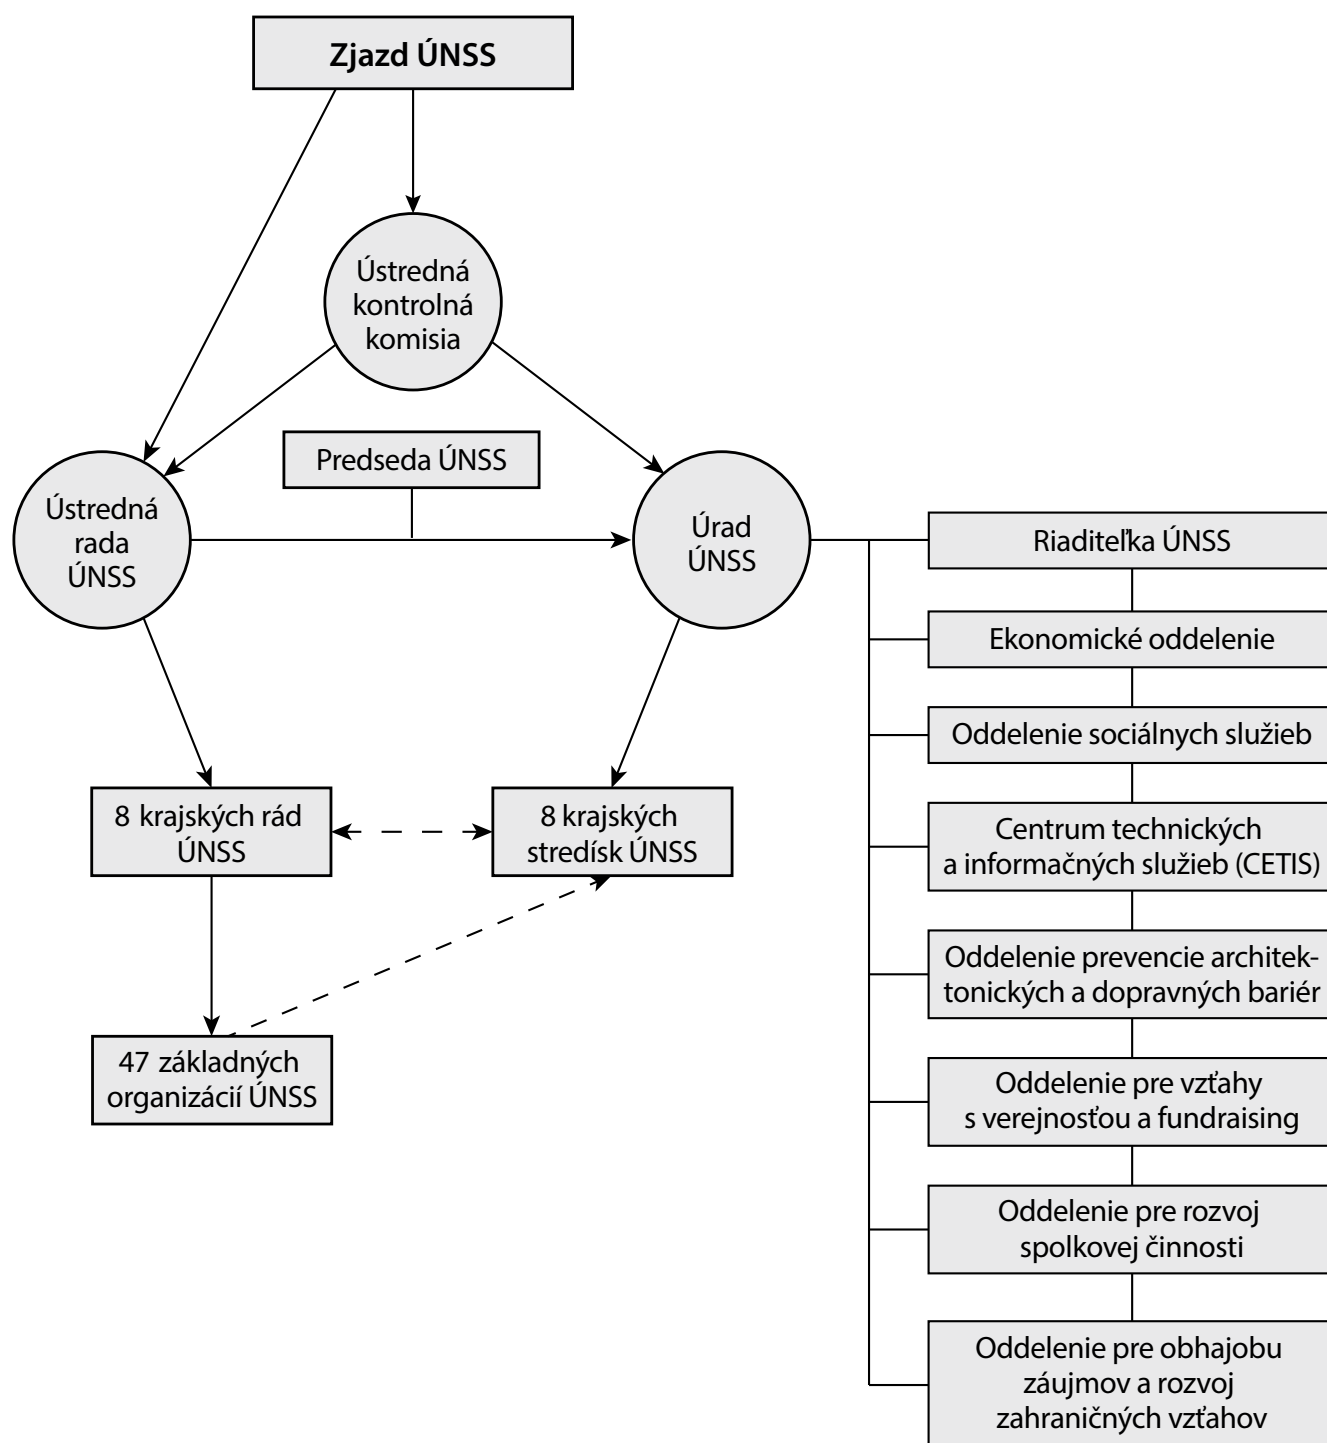 Zjazd ÚNSS
Ústredná
kontrolná
komisia
Predseda ÚNSS
Ústredná
rada
ÚNSS
Úrad
ÚNSS
8 krajských rád
ÚNSS
8 krajských
stredísk ÚNSS
47 základných
organizácií ÚNSS
Riaditeľka ÚNSS
Ekonomické oddelenie
Oddelenie sociálnych služieb
Centrum technických
a informačných služieb (CETIS)
Oddelenie prevencie architek-
tonických a dopravných bariér
Oddelenie pre vzťahy
s verejnosťou a fundraising
Oddelenie pre rozvoj
spolkovej činnosti
Oddelenie pre obhajobu
záujmov a rozvoj
zahraničných vzťahov